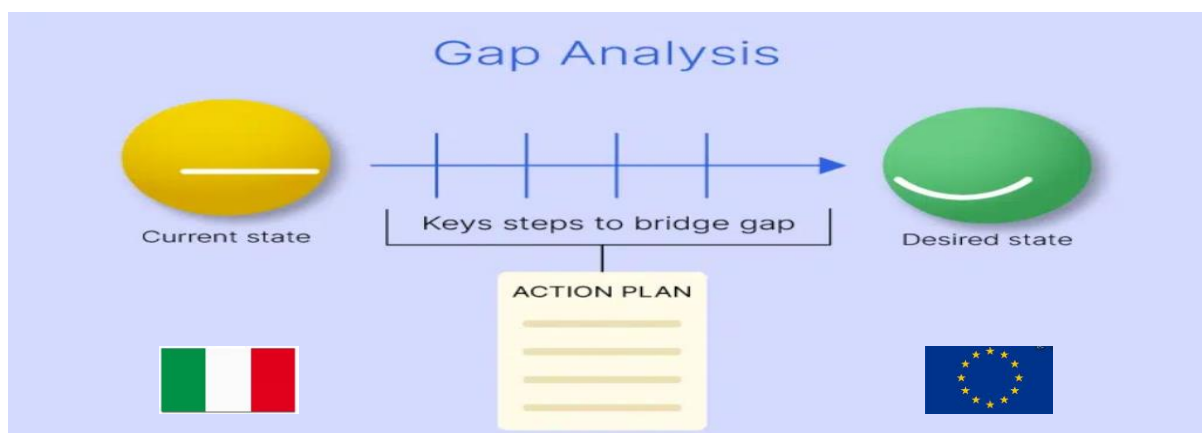 Gap Analysis
Current state
Keys steps to bridge gap
Desired state
ACTION PLAN